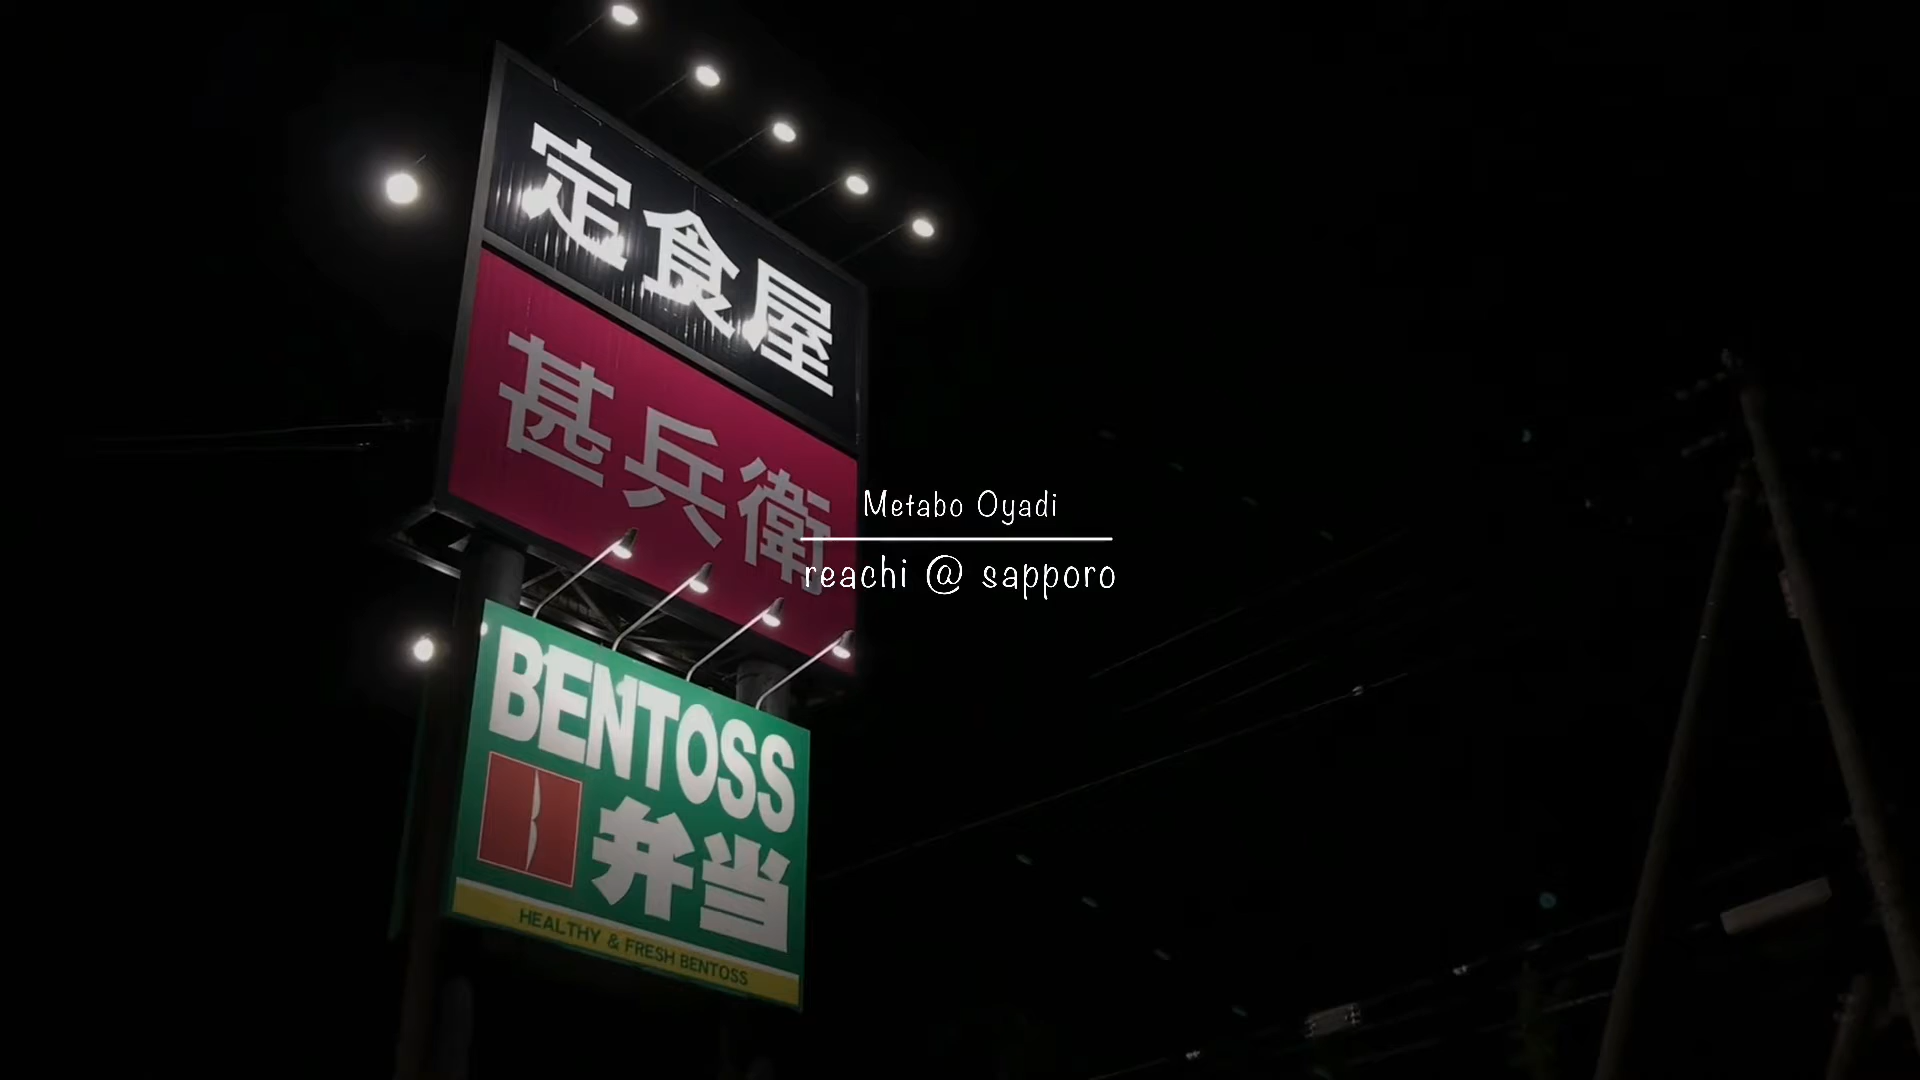 定食屋
甚兵衛
Metabo Oyadi
reachi @ sapporo
BENTOSS
B 弁当
HEALTHY & FRESH BENTOSS